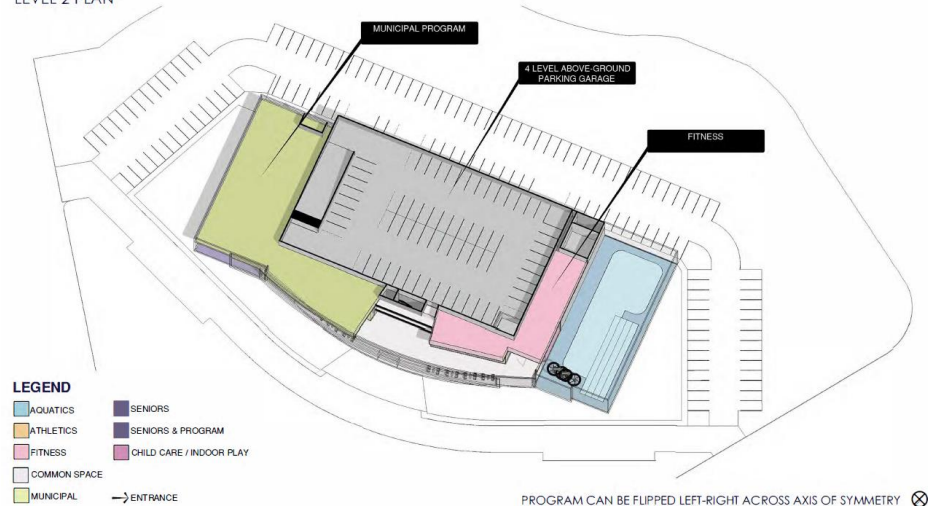 LEVEL 2 PLAN
MUNICIPAL PROGRAM
4 LEVEL ABOVE-GROUND
PARKING GARAGE
FITNESS
LEGEND
AQUATICS
ATHLETICS
FITNESS
COMMON SPACE
MUNICIPAL
SENIORS
SENIORS & PROGRAM
CHILD CARE / INDOOR PLAY
ENTRANCE
PROGRAM CAN BE FLIPPED LEFT-RIGHT ACROSS AXIS OF SYMMETRY